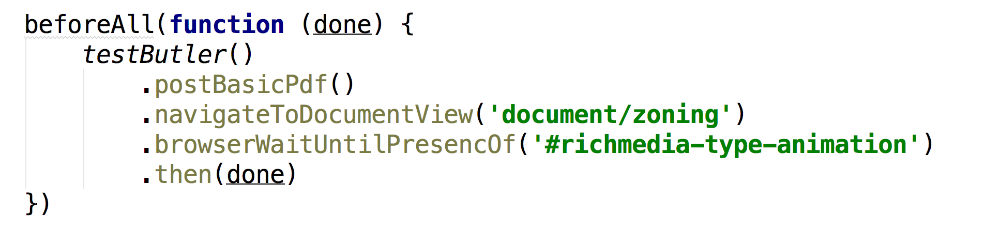 beforeAll(function (done) {
    testButler()
        .postBasicPdf()
        .navigateToDocumentView('document/zoning')
        .browserWaitUntilPresencOf('#richmedia-type-animation')
        .then(done)
})